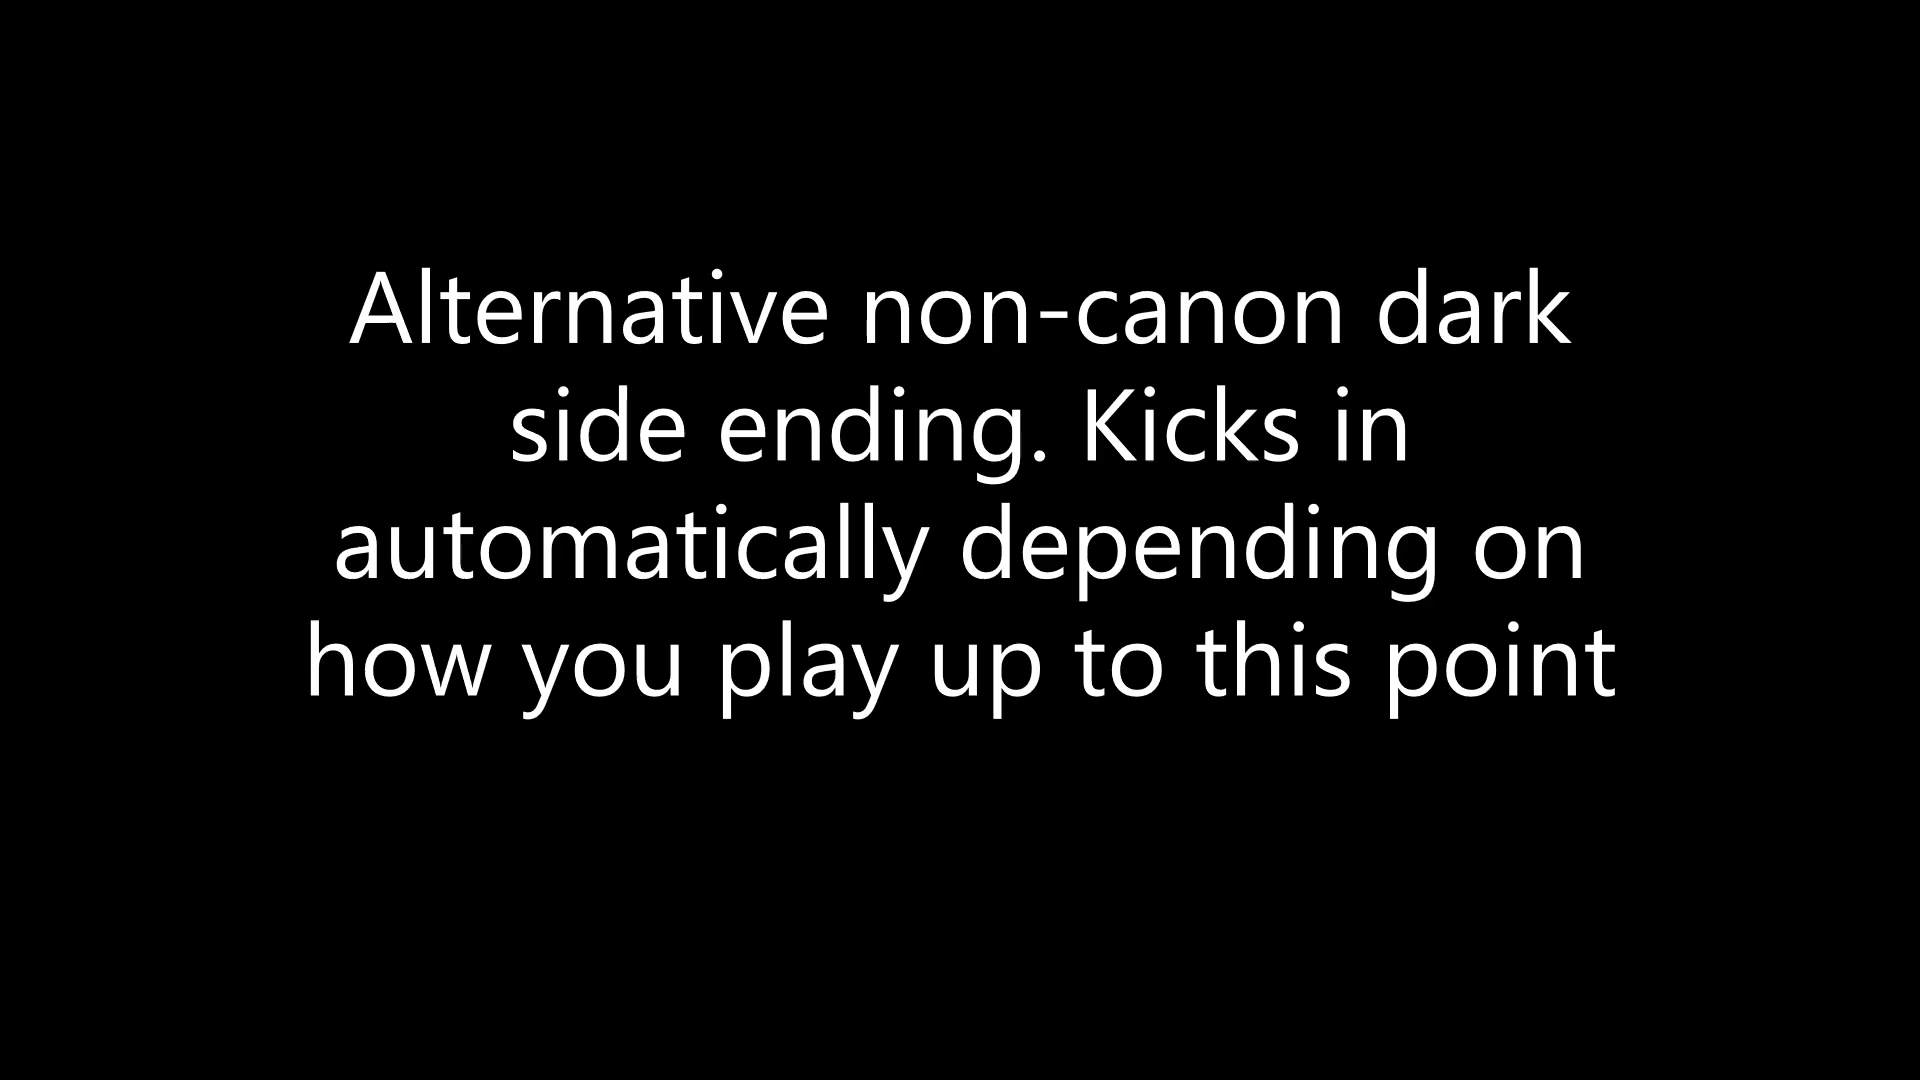 Alternative non-canon dark
side ending. Kicks in
automatically depending on
how you play up to this point